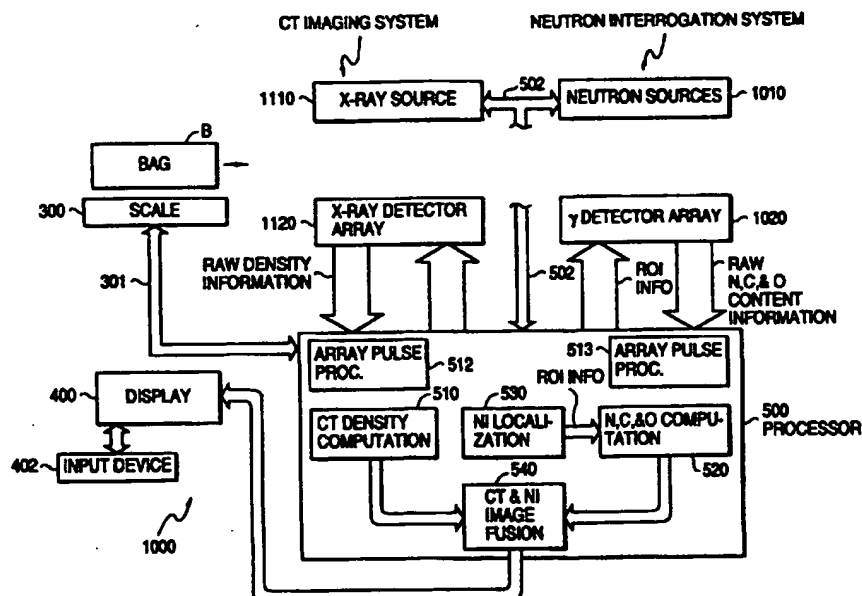 CT IMAGING SYSTEM
NEUTRON INTERROGATION SYSTEM
1110
X-RAY SOURCE
502
NEUTRON SOURCES
1010
B
BAG
300
SCALE
301
1120
X-RAY DETECTOR
ARRAY
γ DETECTOR ARRAY
1020
RAW DENSITY
INFORMATION
502
ROI
INFO
RAW
N,C,& O
CONTENT
INFORMATION
ARRAY PULSE
PROC.
512
513
ARRAY PULSE
PROC.
400
DISPLAY
402
INPUT DEVICE
510
CT DENSITY
COMPUTATION
530
NI LOCALI-
ZATION
ROI INFO
N,C,&O COMPU-
TATION
520
500
PROCESSOR
540
CT & NI
IMAGE
FUSION
1000